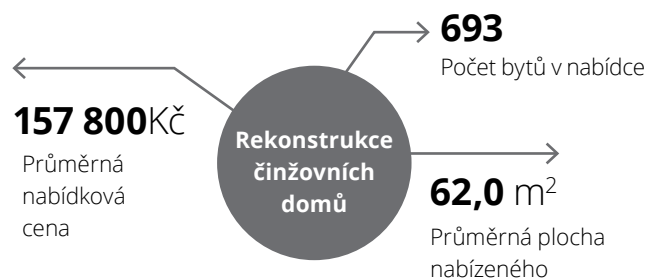 693
Počet bytů v nabídce
157 800Kč
Průměrná
nabídková
cena
Rekonstrukce
činžovních
domů
62,0 m²
Průměrná plocha
nabízeného